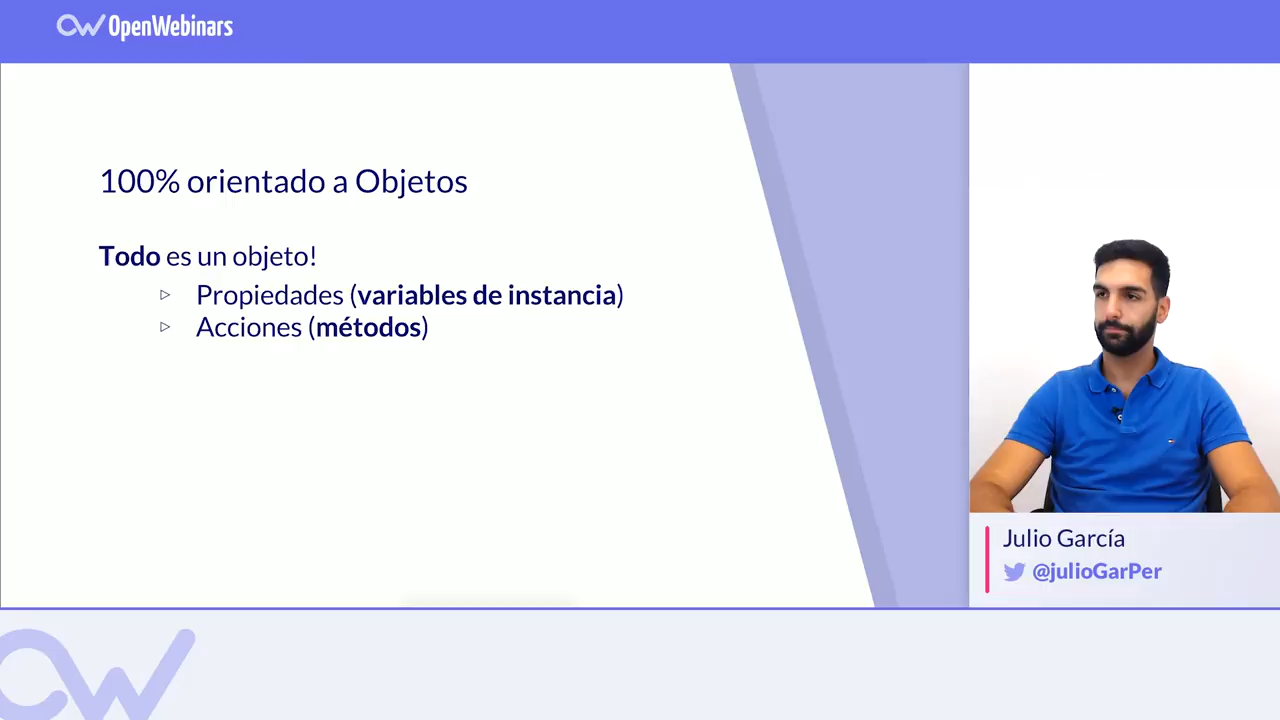 OpenWebinars
100% orientado a Objetos
Todo es un objeto!
▹ Propiedades (variables de instancia)
▹ Acciones (métodos)
Julio García
@julioGarPer